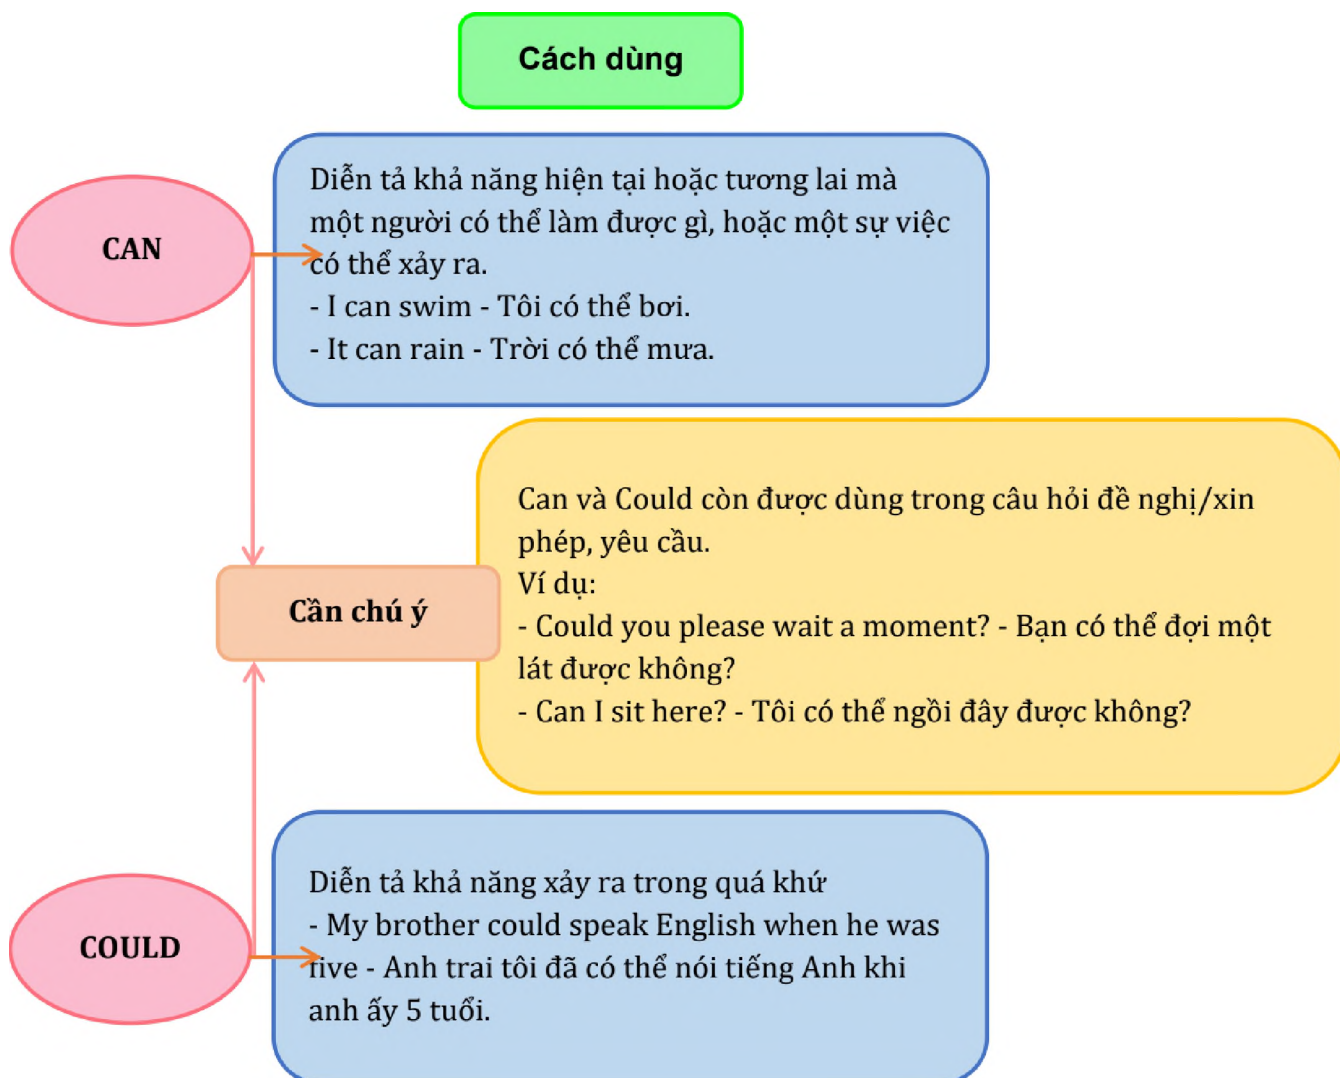 Cách dùng
CAN
Diễn tả khả năng hiện tại hoặc tương lai mà
một người có thể làm được gì, hoặc một sự việc
có thể xảy ra.
- I can swim - Tôi có thể bơi.
- It can rain - Trời có thể mưa.
Cần chú ý
Can và Could còn được dùng trong câu hỏi đề nghị/xin
phép, yêu cầu.
Ví dụ:
- Could you please wait a moment? - Bạn có thể đợi một
lát được không?
- Can I sit here? - Tôi có thể ngồi đây được không?
COULD
Diễn tả khả năng xảy ra trong quá khứ
- My brother could speak English when he was
five - Anh trai tôi đã có thể nói tiếng Anh khi
anh ấy 5 tuổi.